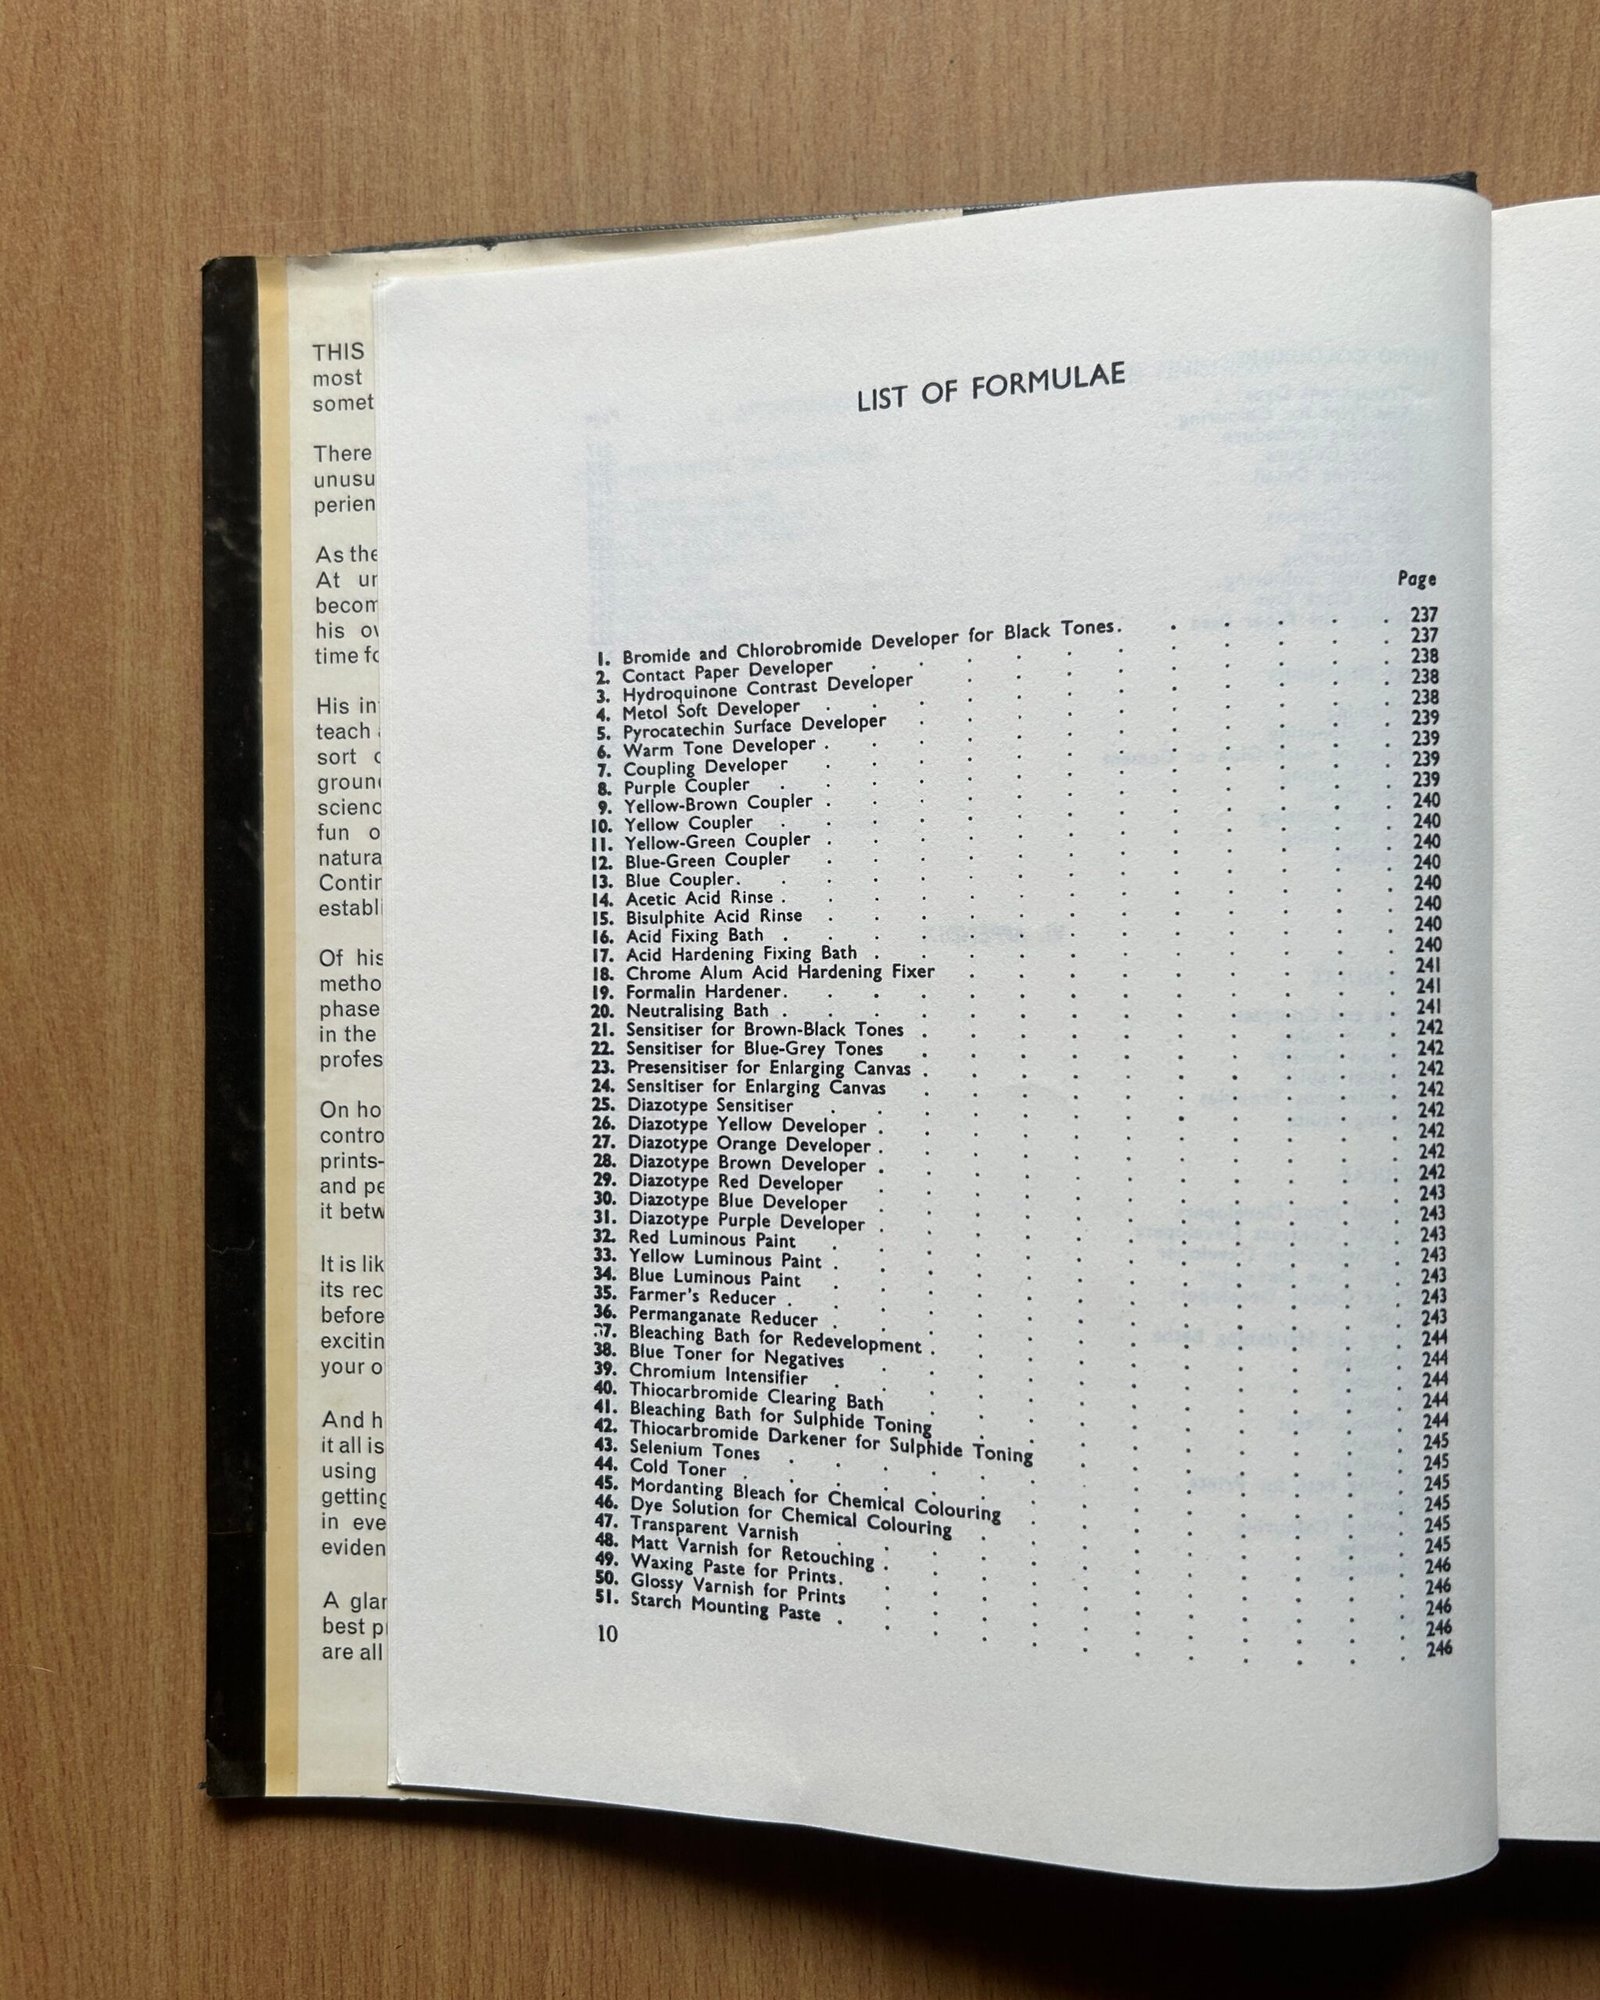 THIS
most
somet
There
unusu
perien
As the
At un
becom
his ov
time fo
His in
teach
sort
groun
scienc
fun o
natura
Contin
establi
Of his
metho
phase
in the
profes
On ho
contro
prints-
and pe
it betw
It is lik
its rec
before
excitin
your o
And h
it all is
using
getting
in eve
eviden
A glan
best p
are all
LIST OF FORMULAE
Page
1. Bromide and Chlorobromide Developer for Black Tones . . . . . . 237
2. Contact Paper Developer . . . . . . . . . . . 237
3. Hydroquinone Contrast Developer . . . . . . . . . 238
4. Metol Soft Developer . . . . . . . . . . . . 238
5. Pyrocatechin Surface Developer . . . . . . . . . . 238
6. Warm Tone Developer . . . . . . . . . . . . 239
7. Coupling Developer . . . . . . . . . . . . 239
8. Purple Coupler . . . . . . . . . . . . . 239
9. Yellow-Brown Coupler . . . . . . . . . . . . 239
10. Yellow Coupler . . . . . . . . . . . . . 240
11. Yellow-Green Coupler . . . . . . . . . . . . 240
12. Blue-Green Coupler . . . . . . . . . . . . 240
13. Blue Coupler . . . . . . . . . . . . . . 240
14. Acetic Acid Rinse . . . . . . . . . . . . . 240
15. Bisulphite Acid Rinse . . . . . . . . . . . . 240
16. Acid Fixing Bath . . . . . . . . . . . . . 240
17. Acid Hardening Fixing Bath . . . . . . . . . . . 240
18. Chrome Alum Acid Hardening Fixer . . . . . . . . . 241
19. Formalin Hardener . . . . . . . . . . . . . 241
20. Neutralising Bath . . . . . . . . . . . . . 241
21. Sensitiser for Brown-Black Tones . . . . . . . . . . 242
22. Sensitiser for Blue-Grey Tones . . . . . . . . . . 242
23. Presensitiser for Enlarging Canvas . . . . . . . . . . 242
24. Sensitiser for Enlarging Canvas . . . . . . . . . . 242
25. Diazotype Sensitiser . . . . . . . . . . . . 242
26. Diazotype Yellow Developer . . . . . . . . . . . 242
27. Diazotype Orange Developer . . . . . . . . . . . 242
28. Diazotype Brown Developer . . . . . . . . . . . 242
29. Diazotype Red Developer . . . . . . . . . . . 243
30. Diazotype Blue Developer . . . . . . . . . . . 243
31. Diazotype Purple Developer . . . . . . . . . . . 243
32. Red Luminous Paint . . . . . . . . . . . . 243
33. Yellow Luminous Paint . . . . . . . . . . . . 243
34. Blue Luminous Paint . . . . . . . . . . . . 243
35. Farmer's Reducer . . . . . . . . . . . . . 243
36. Permanganate Reducer . . . . . . . . . . . . 244
37. Bleaching Bath for Redevelopment . . . . . . . . . . 244
38. Blue Toner for Negatives . . . . . . . . . . . 244
39. Chromium Intensifier . . . . . . . . . . . . 244
40. Thiocarbromide Clearing Bath . . . . . . . . . . 244
41. Bleaching Bath for Sulphide Toning . . . . . . . . . 245
42. Thiocarbromide Darkener for Sulphide Toning . . . . . . . 245
43. Selenium Tones . . . . . . . . . . . . . 245
44. Cold Toner . . . . . . . . . . . . . . 245
45. Mordanting Bleach for Chemical Colouring . . . . . . . . 245
46. Dye Solution for Chemical Colouring . . . . . . . . . 245
47. Transparent Varnish . . . . . . . . . . . . 246
48. Matt Varnish for Retouching . . . . . . . . . . . 246
49. Waxing Paste for Prints . . . . . . . . . . . . 246
50. Glossy Varnish for Prints . . . . . . . . . . . 246
51. Starch Mounting Paste . . . . . . . . . . . . 246
10